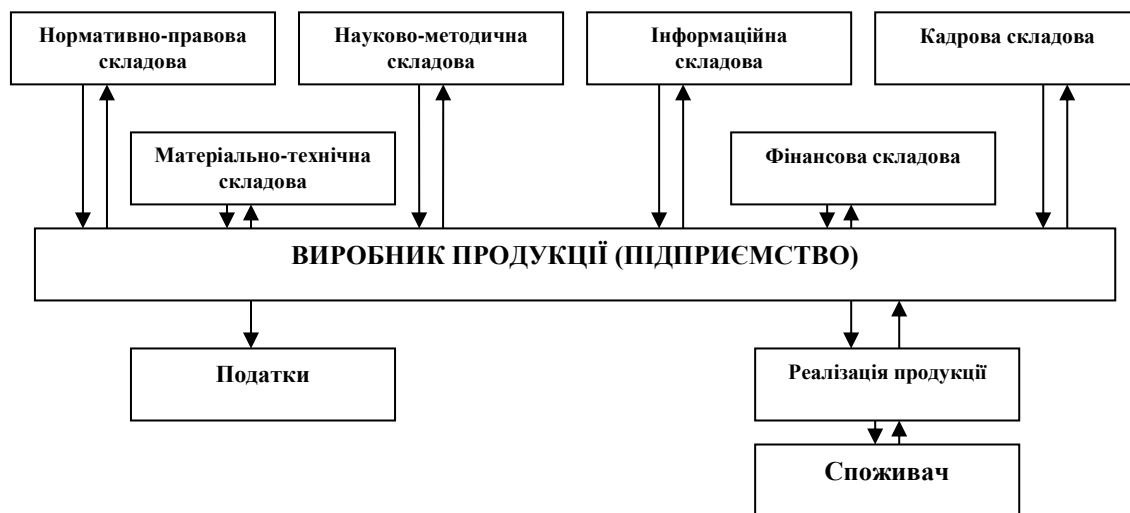 Нормативно-правова
складова
Науково-методична
складова
Інформаційна
складова
Кадрова складова
Матеріально-технічна
складова
Фінансова складова
ВИРОБНИК ПРОДУКЦІЇ (ПІДПРИЄМСТВО)
Податки
Реалізація продукції
Споживач